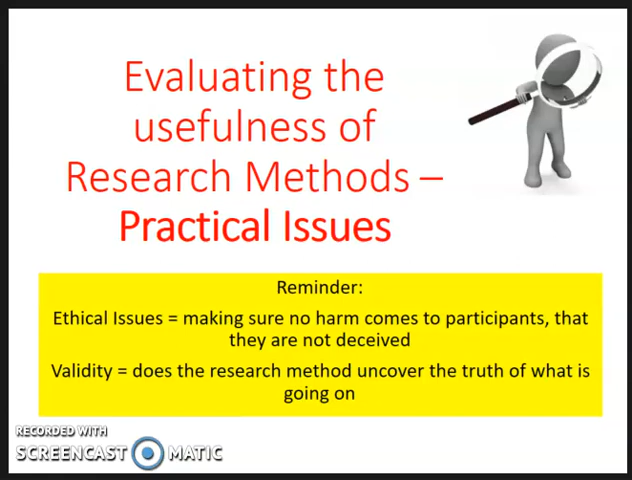 Evaluating the
usefulness of
Research Methods –
Practical Issues
Reminder:
Ethical Issues = making sure no harm comes to participants, that
they are not deceived
Validity = does the research method uncover the truth of what is
going on
RECORDED WITH
SCREENCAST MATIC